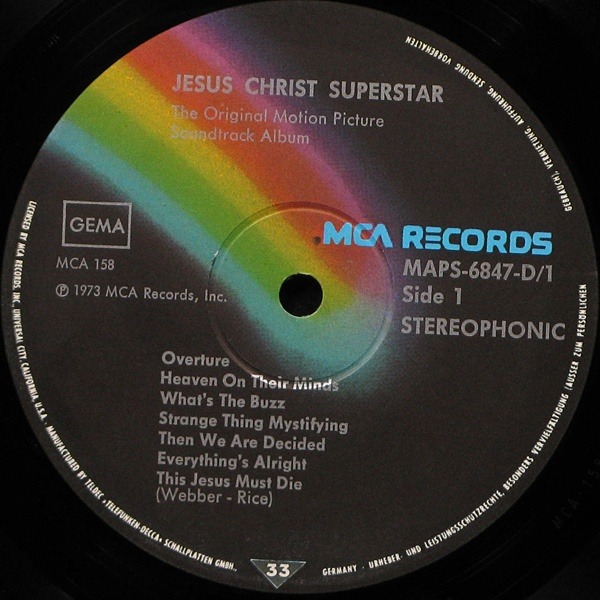 JESUS CHRIST SUPERSTAR
The Original Motion Picture
Soundtrack Album
GEMA
MCA 158
℗ 1973 MCA Records, Inc.
MCA RECORDS
MAPS-6847-D/1
Side 1
STEREOPHONIC
Overture
Heaven On Their Minds
What's The Buzz
Strange Thing Mystifying
Then We Are Decided
Everything's Alright
This Jesus Must Die
(Webber - Rice)
33
LICENSED BY MCA RECORDS, INC., UNIVERSAL CITY, CALIFORNIA, U.S.A. · MANUFACTURED BY TELDEC »TELEFUNKEN-DECCA« SCHALLPLATTEN GMBH.,
GERMANY · URHEBER- UND LEISTUNGSSCHUTZRECHTE, BESONDERS VERVIELFÄLTIGUNG (AUSSER ZUM PERSÖNLICHEN
GEBRAUCH), VERMIETUNG AUFFÜHRUNG, SENDUNG VORBEHALTEN